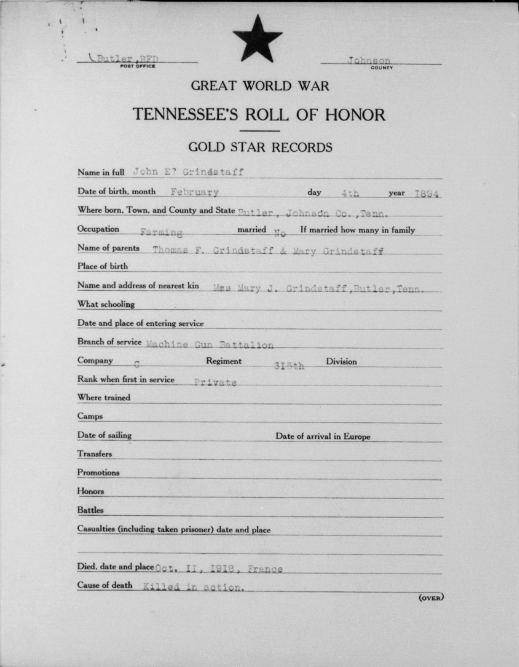 Butler,RFD Johnson
POST OFFICE COUNTY
GREAT WORLD WAR
TENNESSEE'S ROLL OF HONOR
GOLD STAR RECORDS
Name in full John E? Grindstaff
Date of birth, month February day 4th year I894
Where born, Town, and County and State Butler, Johnson Co.,Tenn.
Occupation Farming married No If married how many in family
Name of parents Thomas F. Grindstaff & Mary Grindstaff
Place of birth
Name and address of nearest kin Mrs Mary J. Grindstaff,Butler,Tenn.
What schooling
Date and place of entering service
Branch of service Machine Gun Battalion
Company C Regiment 3I5th Division
Rank when first in service Private
Where trained
Camps
Date of sailing Date of arrival in Europe
Transfers
Promotions
Honors
Battles
Casualties (including taken prisoner) date and place
Died, date and place Oct. II, I9I8, France
Cause of death Killed in action.
(OVER)